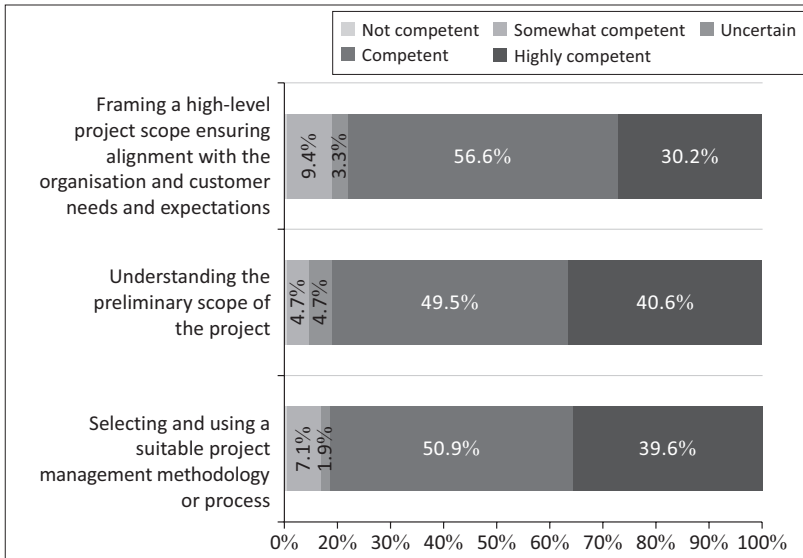 Not competent Somewhat competent Uncertain
Competent Highly competent
Framing a high-level
project scope ensuring
alignment with the
organisation and customer
needs and expectations
9.4% 3.3% 56.6% 30.2%
Understanding the
preliminary scope of
the project
4.7% 4.7% 49.5% 40.6%
Selecting and using a
suitable project
management methodology
or process
7.1% 1.9% 50.9% 39.6%
0% 10% 20% 30% 40% 50% 60% 70% 80% 90% 100%